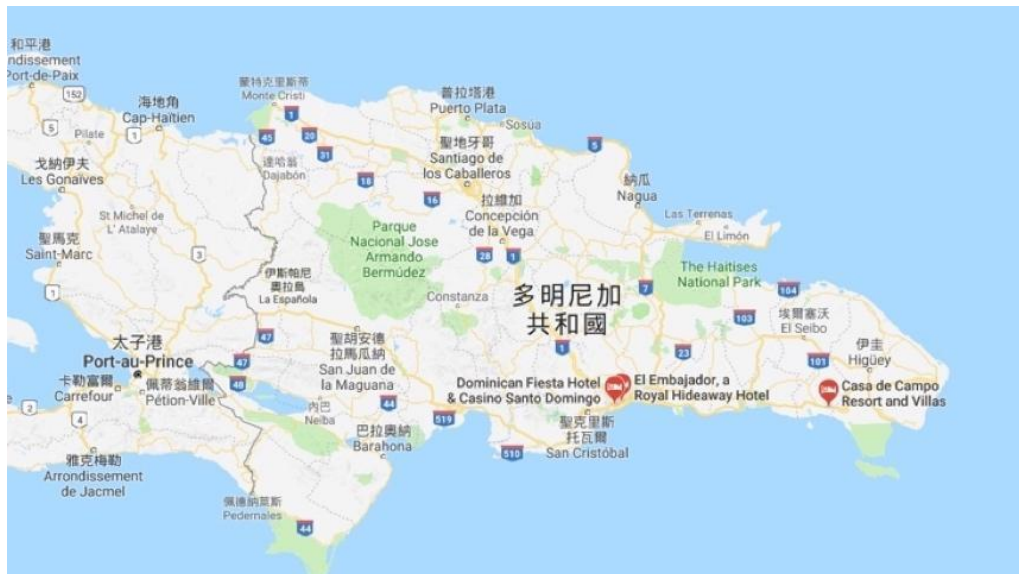 和平港
ndissement
Port-de-Paix
152
蒙特克里斯蒂
Monte Cristi
普拉塔港
Puerto Plata
海地角
Cap-Haïtien
1
Sosúa
5
1
Pilate
45
20
31
5
聖地牙哥
Santiago de
los Caballeros
戈納伊夫
Les Gonaïves
達哈翁
Dajabón
18
16
納瓜
Nagua
拉維加
Concepción
de la Vega
St Michel de
L' Atalaye
Parque
Nacional Jose
Armando
Bermúdez
Las Terrenas
El Limón
聖馬克
Saint-Marc
3
28
1
The Haitises
National Park
伊斯帕尼
奧拉島
La Española
1
Constanza
多明尼加
共和國
7
104
103
埃爾塞沃
El Seibo
太子港
Port-au-Prince
47
聖胡安德
拉馬瓜納
San Juan de
la Maguana
1
23
伊圭
Higüey
101
47
卡勒富爾
Carrefour
佩蒂翁維爾
Pétion-Ville
48
Dominican Fiesta Hotel
& Casino Santo Domingo
El Embajador, a
Royal Hideaway Hotel
Casa de Campo
Resort and Villas
2
4
內巴
Neiba
44
519
聖克里斯
托瓦爾
San Cristóbal
巴拉奧納
Barahona
510
雅克梅勒
Arrondissement
de Jacmel
佩德納萊斯
Pedernales
44